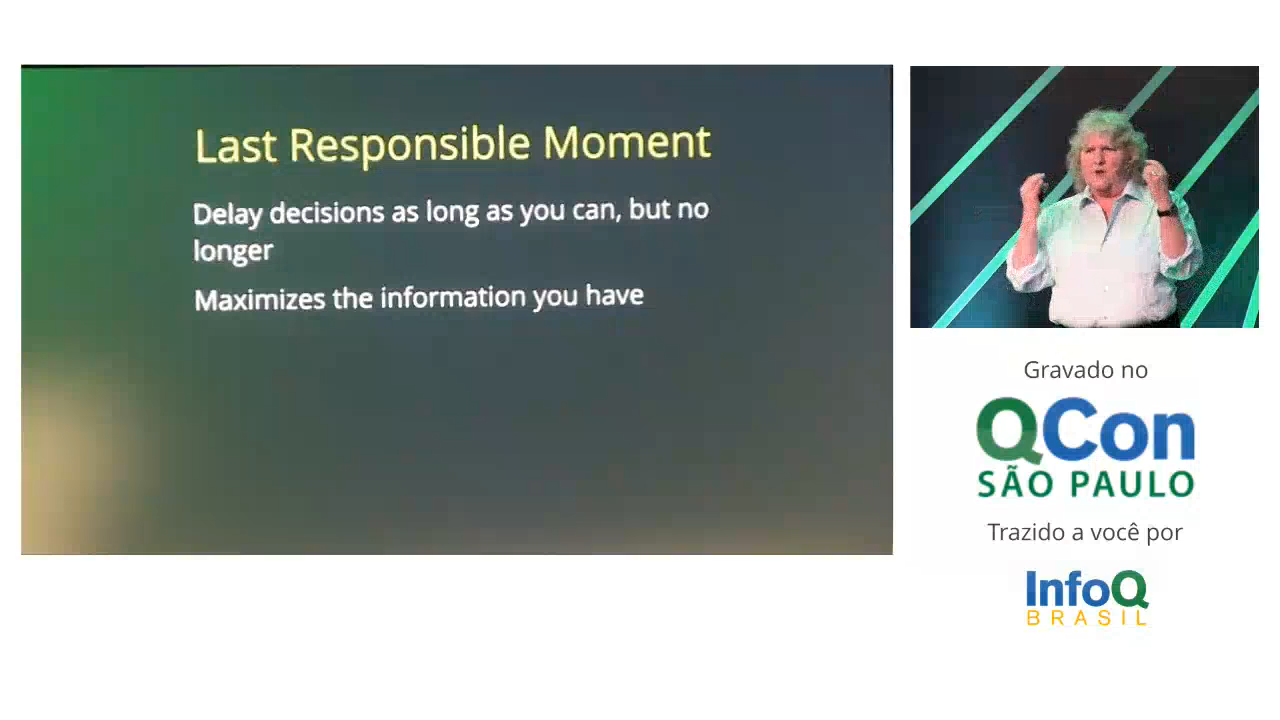 Last Responsible Moment
Delay decisions as long as you can, but no
longer
Maximizes the information you have
Gravado no
QCon
SÃO PAULO
Trazido a você por
InfoQ
BRASIL